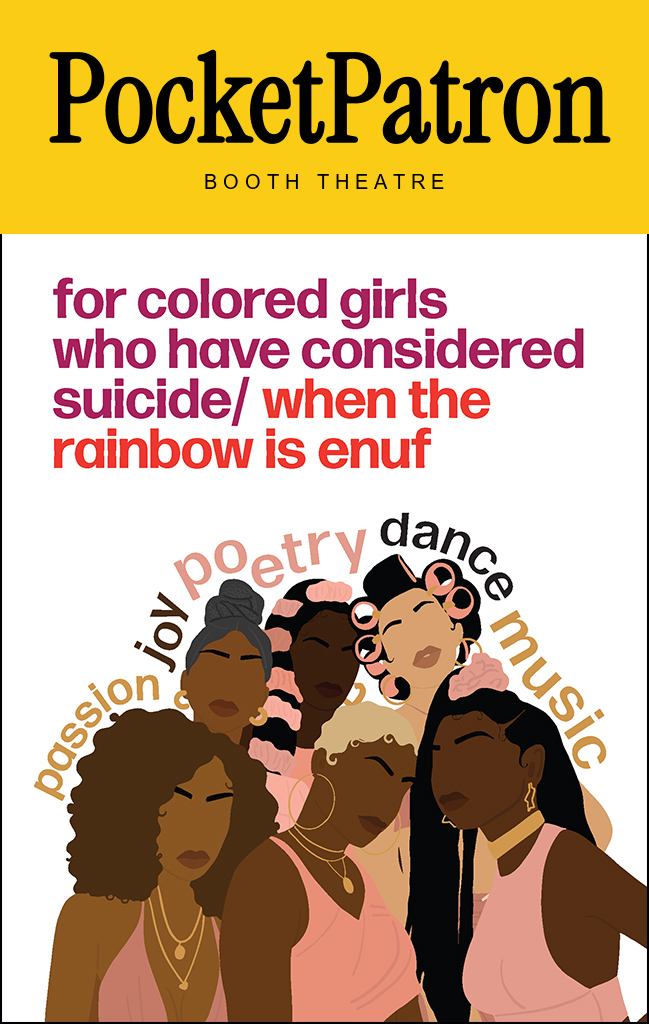 PocketPatron
BOOTH THEATRE
for colored girls
who have considered
suicide/ when the
rainbow is enuf
passion joy poetry dance music